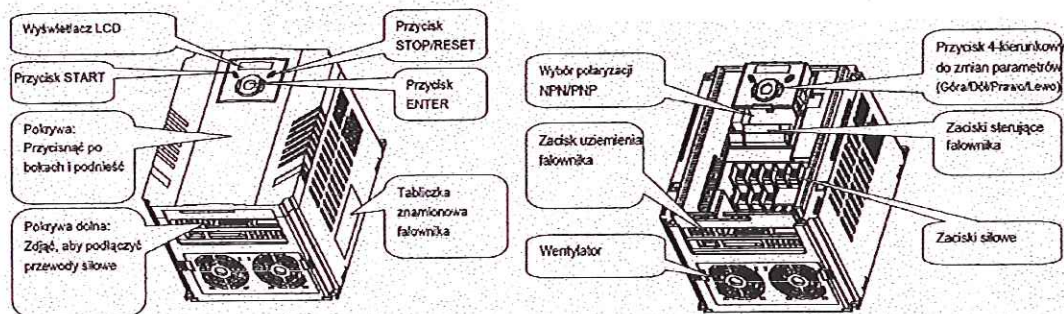 Wyświetlacz LCD
Przycisk
STOP/RESET
Przycisk START
Przycisk
ENTER
Pokrywa:
Przycisnąć po
bokach i podnieść
Tabliczka
znamionowa
falownika
Pokrywa dolna:
Zdjąć, aby podłączyć
przewody siłowe
Wybór polaryzacji
NPN/PNP
Przycisk 4-kierunkowy
do zmian parametrów
(Góra/Dół/Prawo/Lewo)
Zacisk uziemienia
falownika
Zaciski sterujące
falownika
Wentylator
Zaciski siłowe